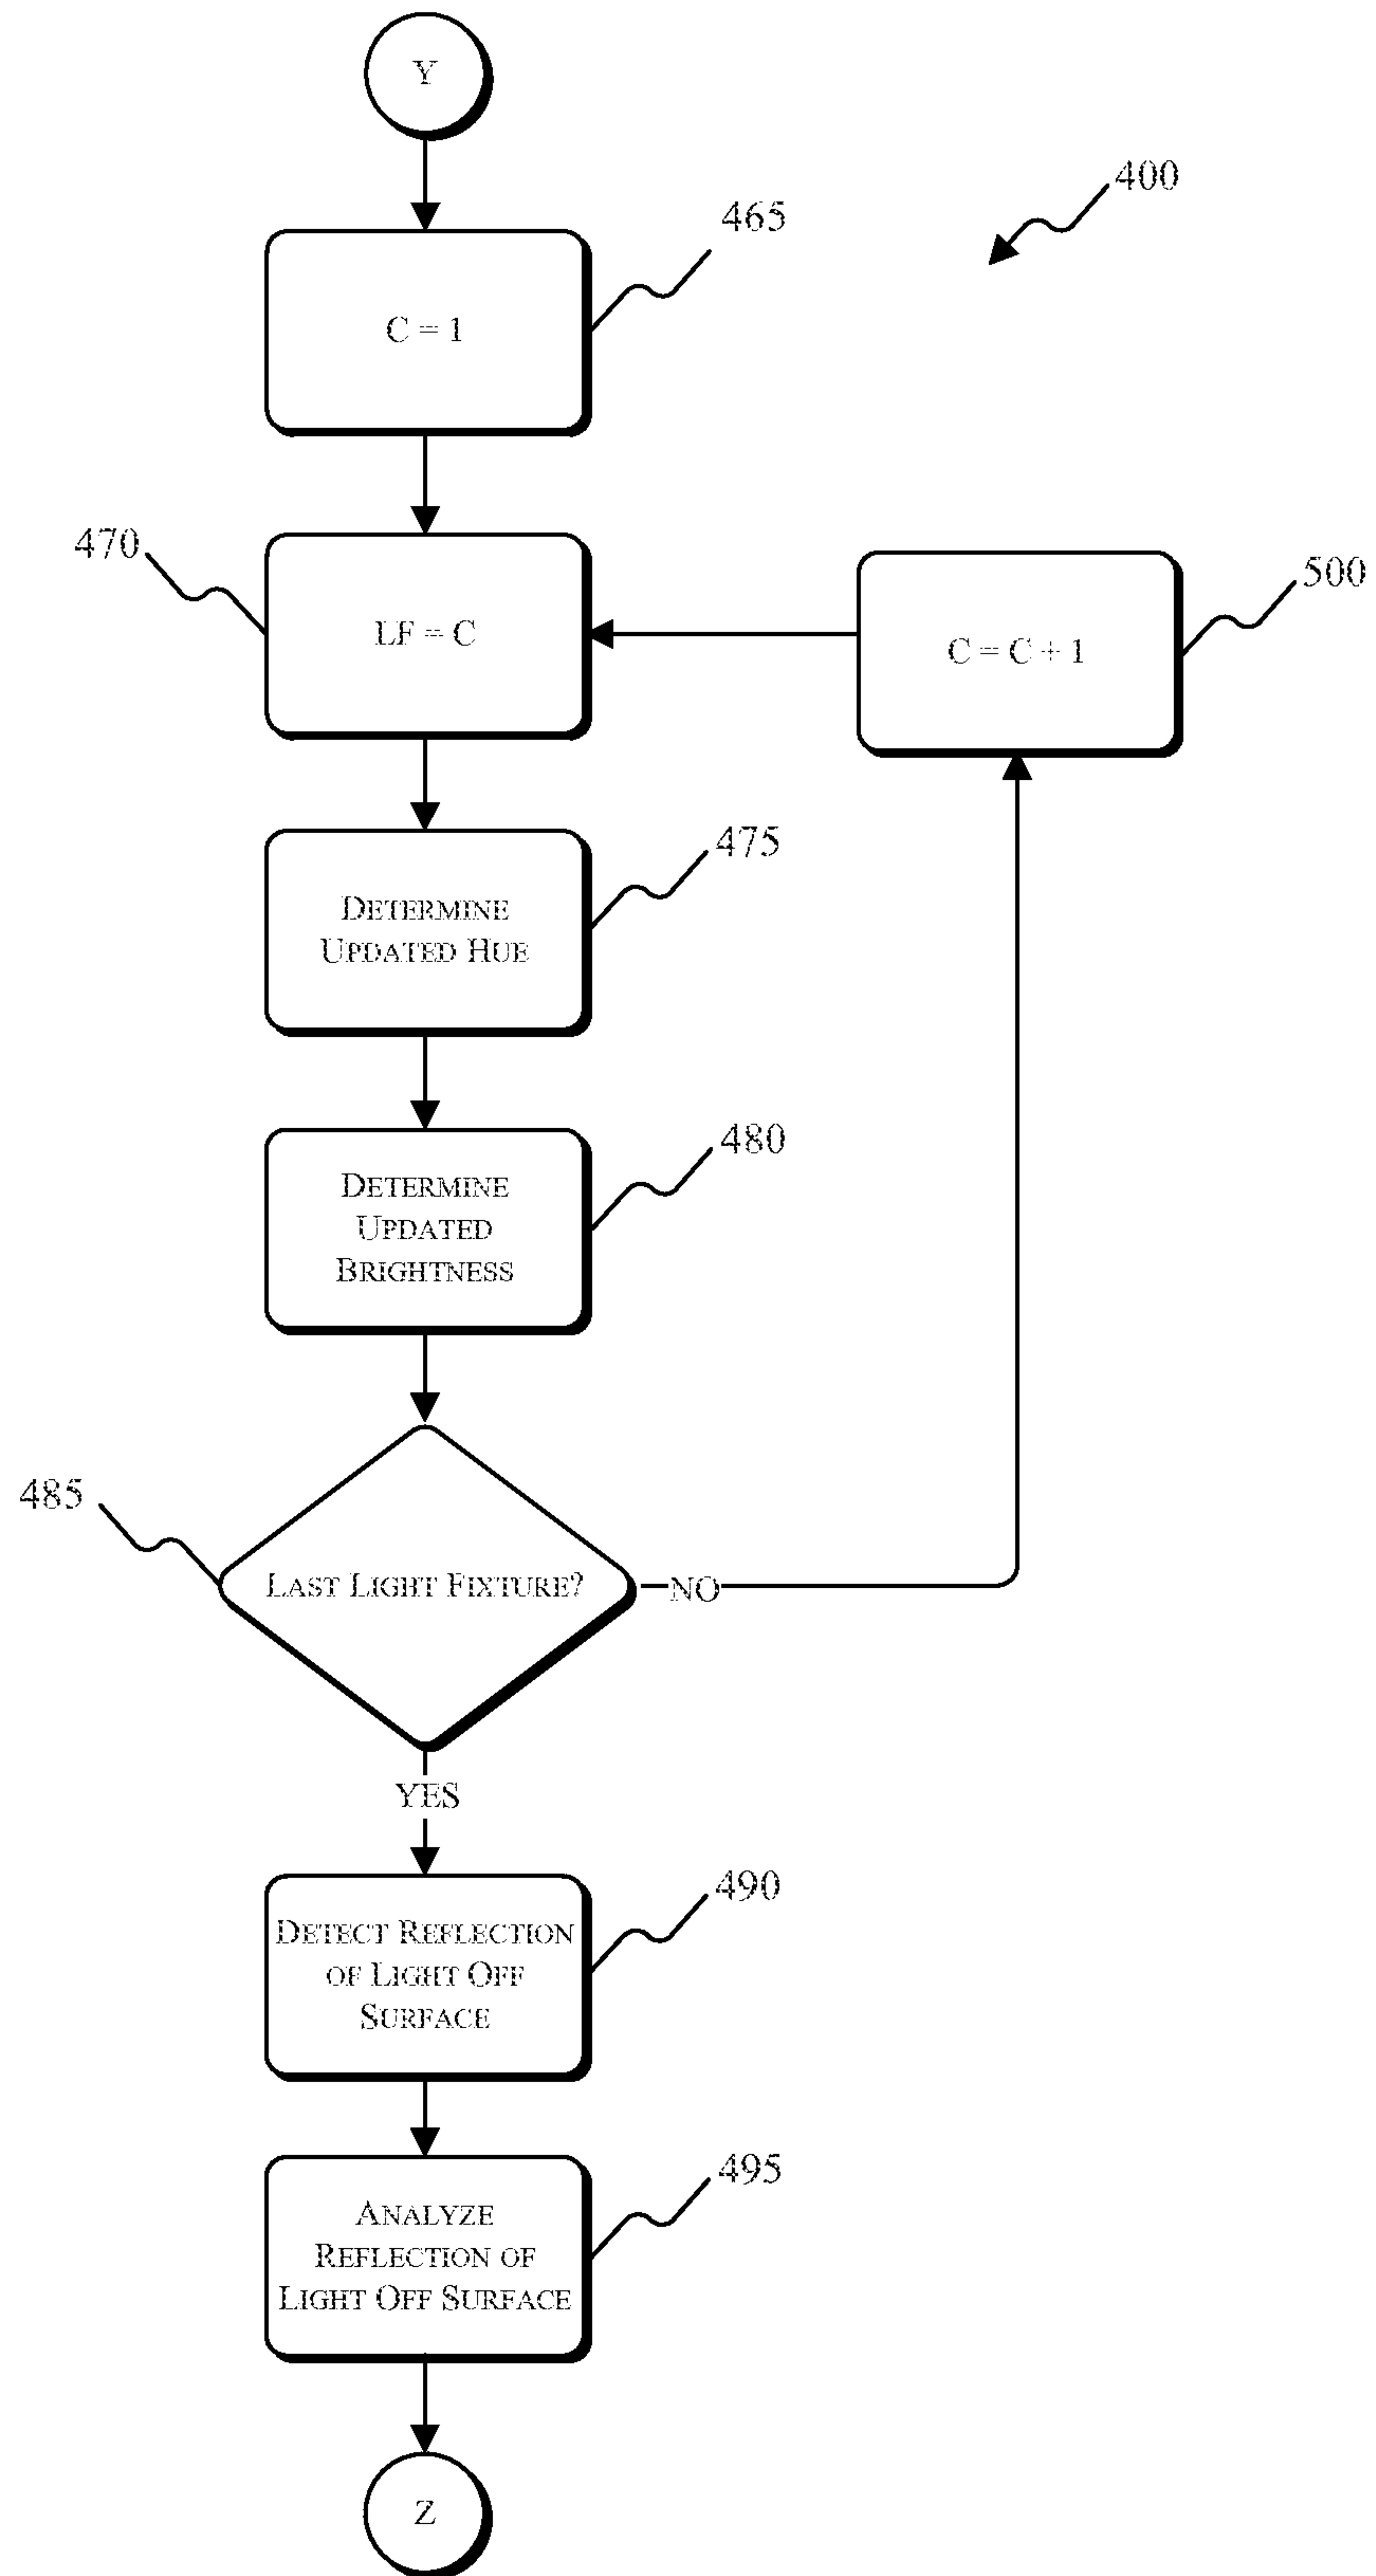 Y
400
465
C = 1
470
LF = C
500
C = C + 1
475
DETERMINE
UPDATED HUE
480
DETERMINE
UPDATED
BRIGHTNESS
485
LAST LIGHT FIXTURE?
NO
YES
490
DETECT REFLECTION
OF LIGHT OFF
SURFACE
495
ANALYZE
REFLECTION OF
LIGHT OFF SURFACE
Z